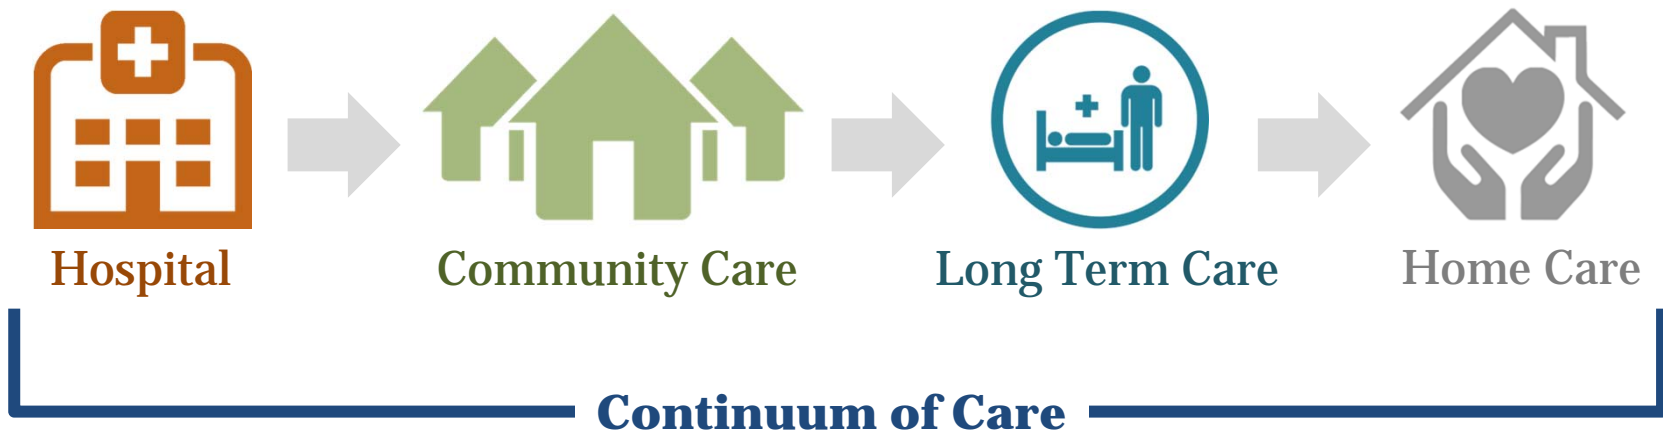 Hospital
Community Care
Long Term Care
Home Care
Continuum of Care